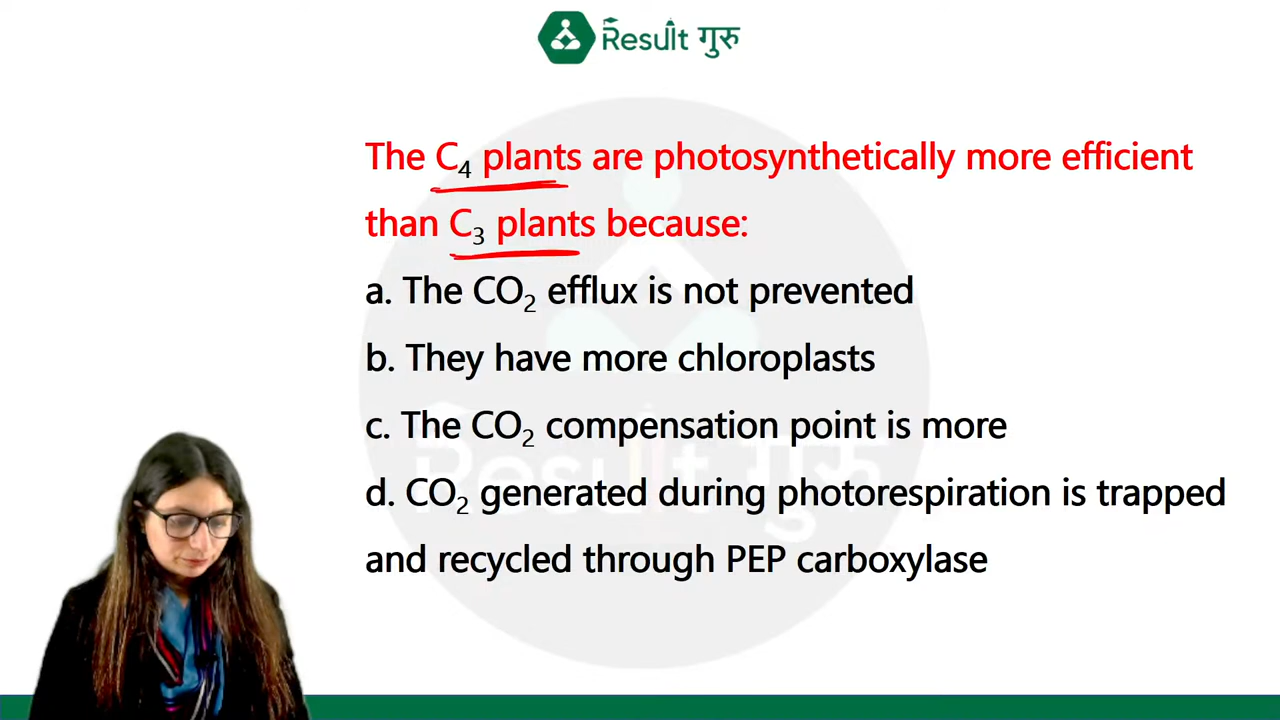 Result गुरु
The C₄ plants are photosynthetically more efficient
than C₃ plants because:
a. The CO₂ efflux is not prevented
b. They have more chloroplasts
c. The CO₂ compensation point is more
d. CO₂ generated during photorespiration is trapped
and recycled through PEP carboxylase
Result गुरु